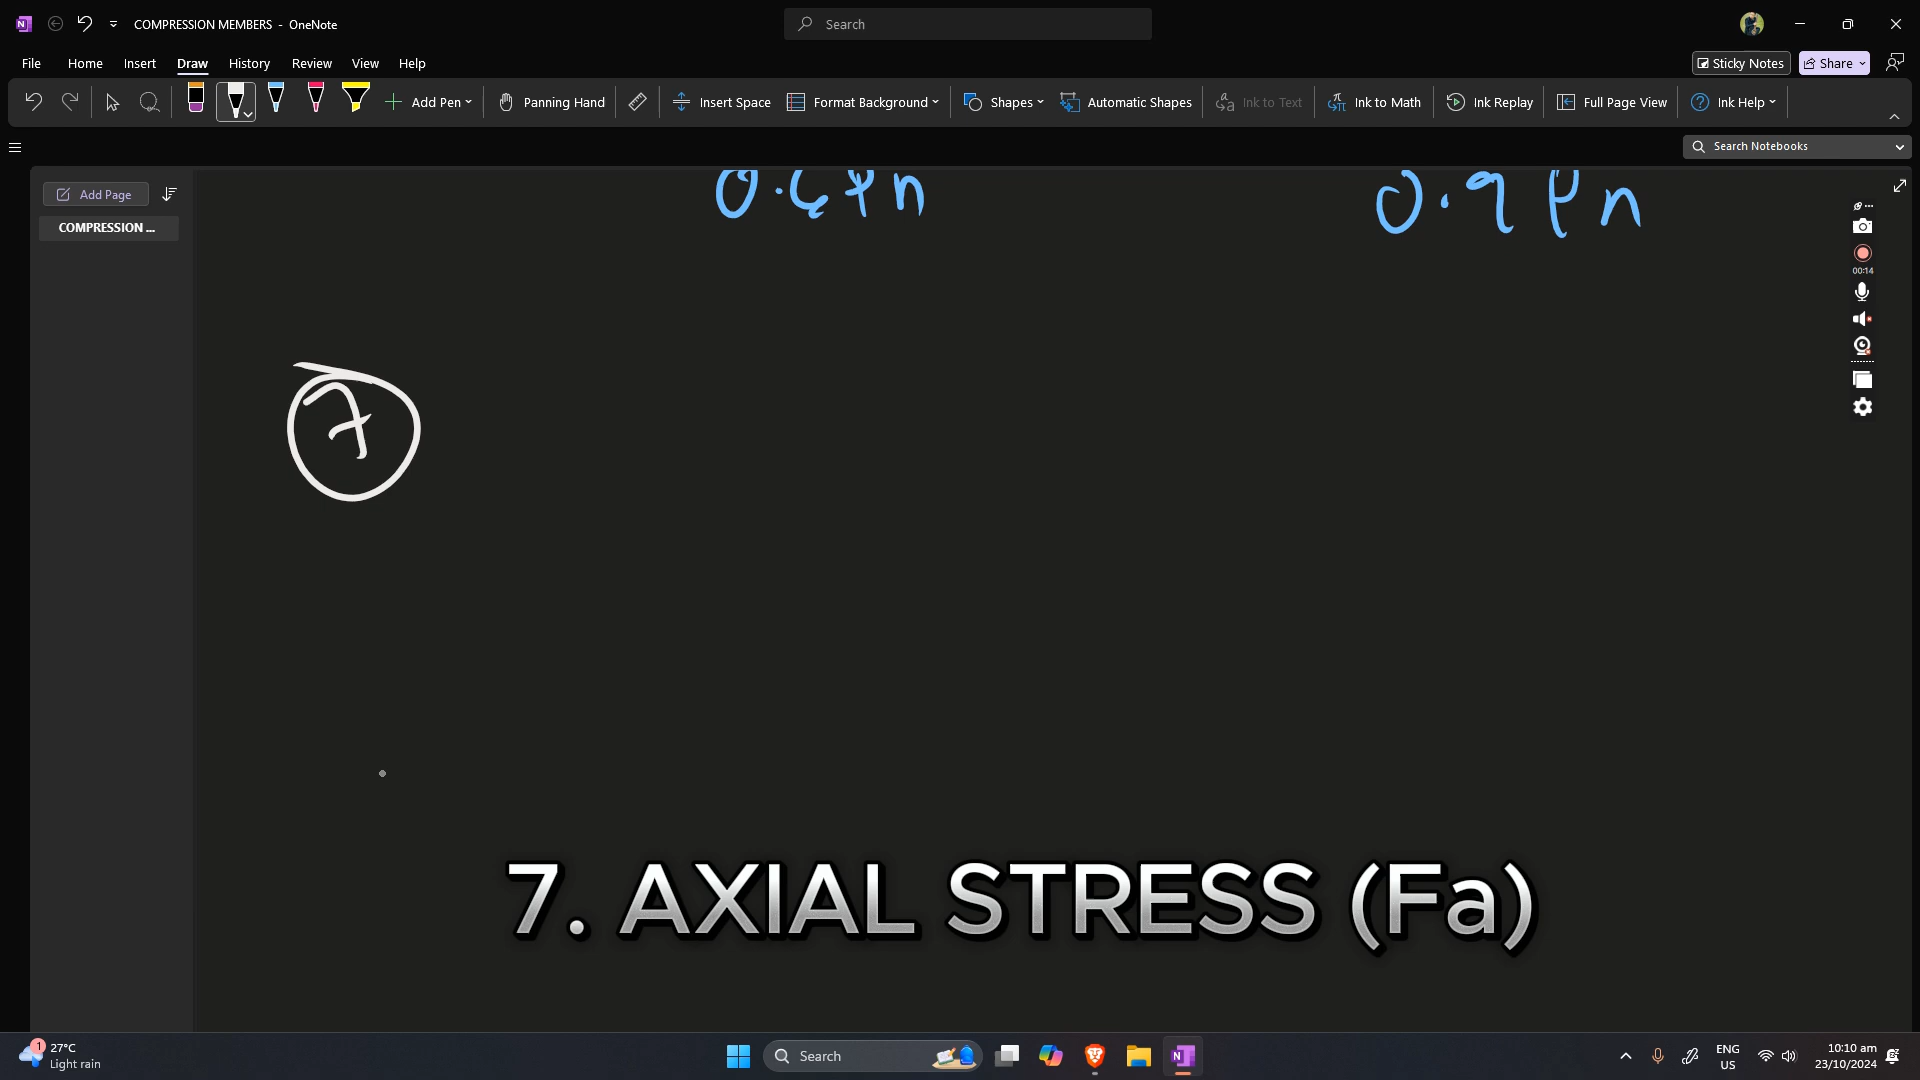 COMPRESSION MEMBERS - OneNote
Search
File Home Insert Draw History Review View Help
Sticky Notes Share
Add Pen Panning Hand Insert Space Format Background Shapes Automatic Shapes Ink to Text Ink to Math Ink Replay Full Page View Ink Help
Search Notebooks
Add Page
COMPRESSION ...
0.6Pn 0.9Pn
00:14
7
7. AXIAL STRESS (Fa)
1
27°C
Light rain
Search
ENG
US
10:10 am
23/10/2024